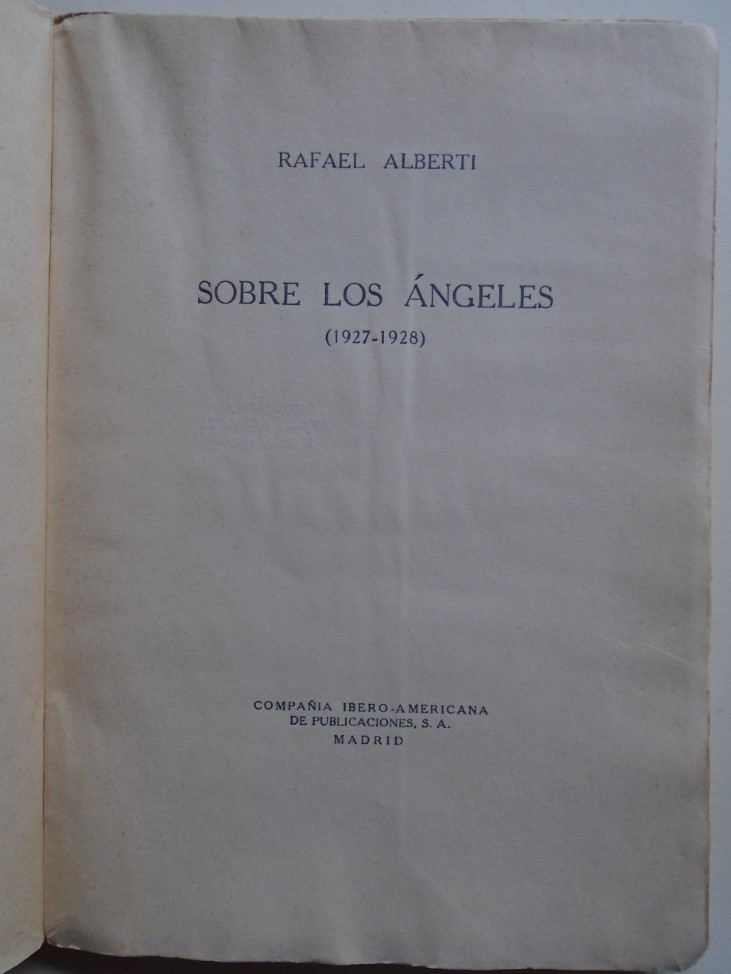 RAFAEL ALBERTI
SOBRE LOS ÁNGELES
(1927-1928)
COMPAÑIA IBERO-AMERICANA
DE PUBLICACIONES, S. A.
MADRID